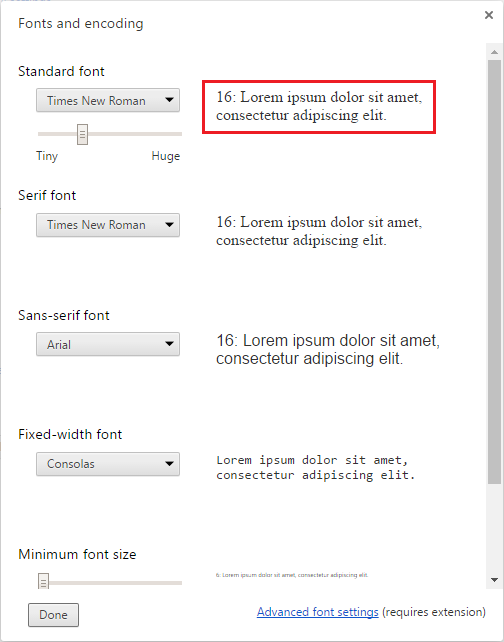 Fonts and encoding
Standard font
Times New Roman
16: Lorem ipsum dolor sit amet,
consectetur adipiscing elit.
Tiny
Huge
Serif font
Times New Roman
16: Lorem ipsum dolor sit amet,
consectetur adipiscing elit.
Sans-serif font
Arial
16: Lorem ipsum dolor sit amet,
consectetur adipiscing elit.
Fixed-width font
Consolas
Lorem ipsum dolor sit amet,
consectetur adipiscing elit.
Minimum font size
6: Lorem ipsum dolor sit amet, consectetur adipiscing elit.
Done
Advanced font settings (requires extension)